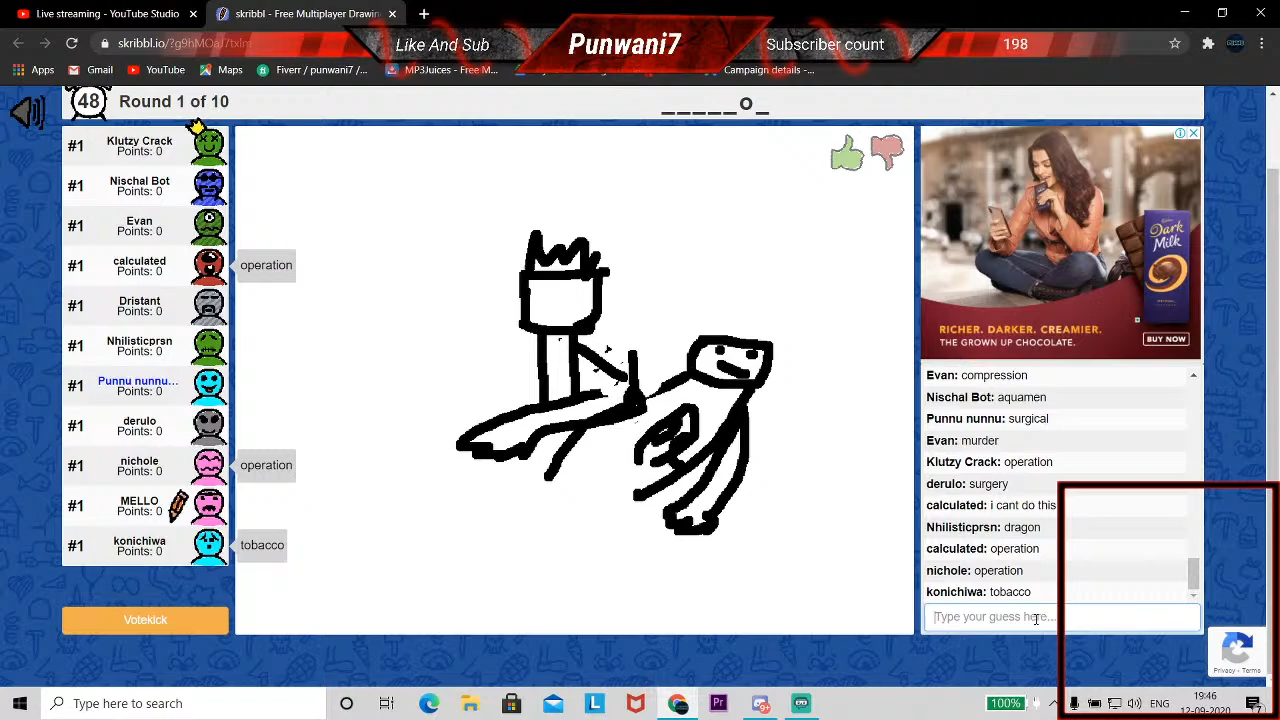 Live streaming - YouTube Studio
skribbl - Free Multiplayer Drawin
skribbl.io/?g9hMOaJ7txlm
Like And Sub
Punwani7
Subscriber count
198
Apps
Gmail
YouTube
Maps
Fiverr / punwani7 /...
MP3Juices - Free M...
Campaign details -...
48
Round 1 of 10
_____o_
#1 Klutzy Crack
Points: 0
#1 Nischal Bot
Points: 0
#1 Evan
Points: 0
#1 calculated
Points: 0
operation
#1 Dristant
Points: 0
#1 Nhilisticprsn
Points: 0
#1 Punnu nunnu...
Points: 0
#1 derulo
Points: 0
#1 nichole
Points: 0
operation
#1 MELLO
Points: 0
#1 konichiwa
Points: 0
tobacco
Votekick
Cadbury
Dark
Milk
RICHER. DARKER. CREAMIER.
THE GROWN UP CHOCOLATE.
BUY NOW
Evan: compression
Nischal Bot: aquamen
Punnu nunnu: surgical
Evan: murder
Klutzy Crack: operation
derulo: surgery
calculated: i cant do this
Nhilisticprsn: dragon
calculated: operation
nichole: operation
konichiwa: tobacco
Type your guess here...
Privacy - Terms
Type here to search
100%
ENG
19:46
12-09-2020